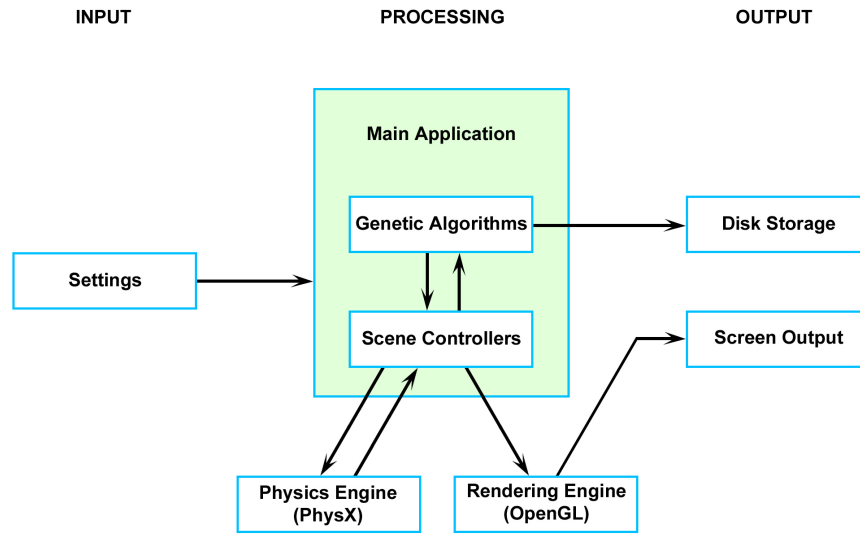 INPUT
PROCESSING
OUTPUT
Main Application
Genetic Algorithms
Disk Storage
Settings
Scene Controllers
Screen Output
Physics Engine
(PhysX)
Rendering Engine
(OpenGL)